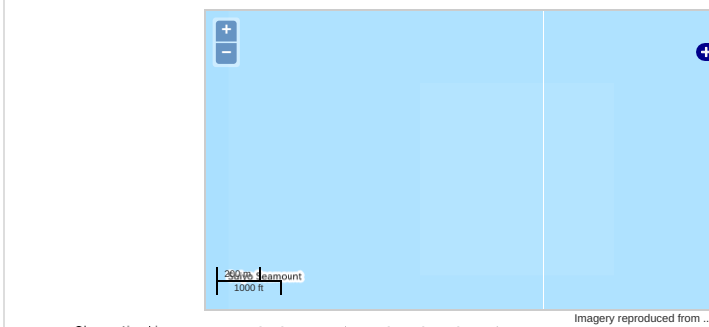 +
−
200 m
Seamount
1000 ft
Imagery reproduced from ..